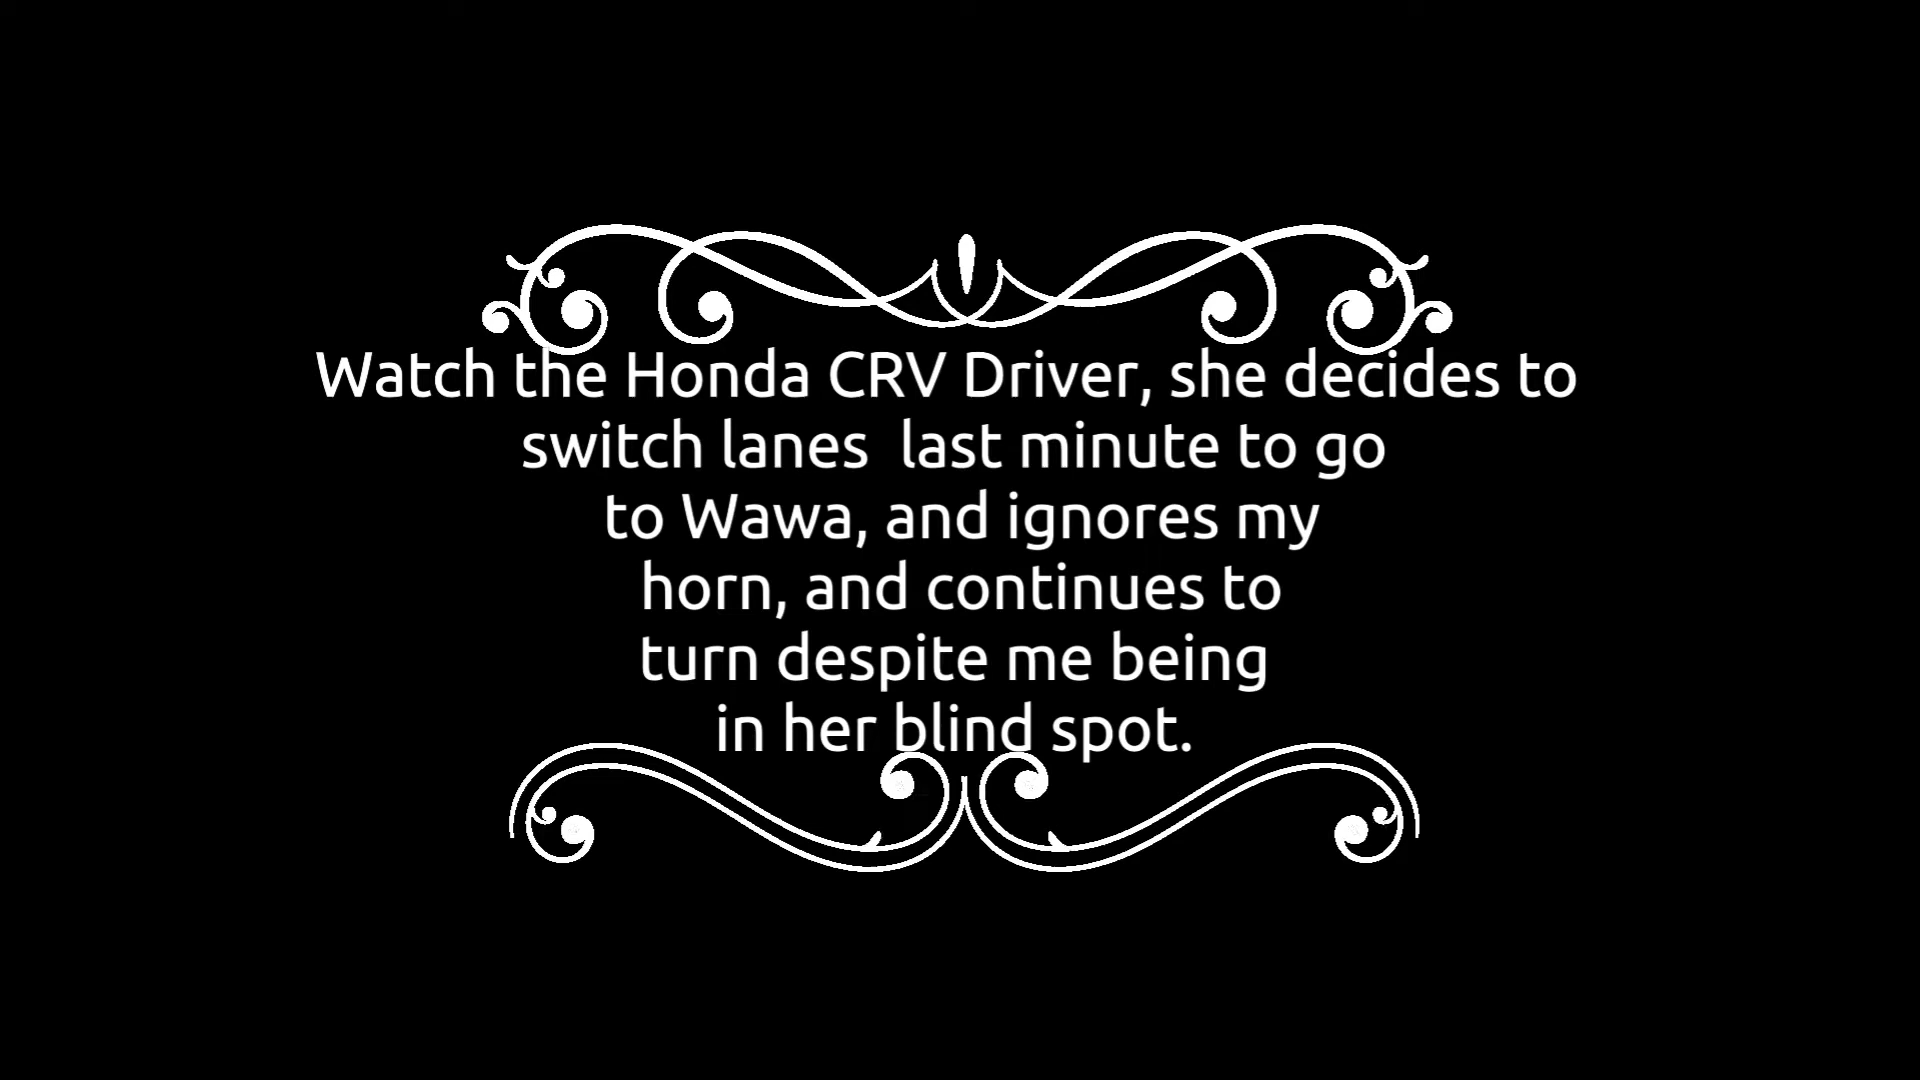 Watch the Honda CRV Driver, she decides to
switch lanes  last minute to go
to Wawa, and ignores my
horn, and continues to
turn despite me being
in her blind spot.